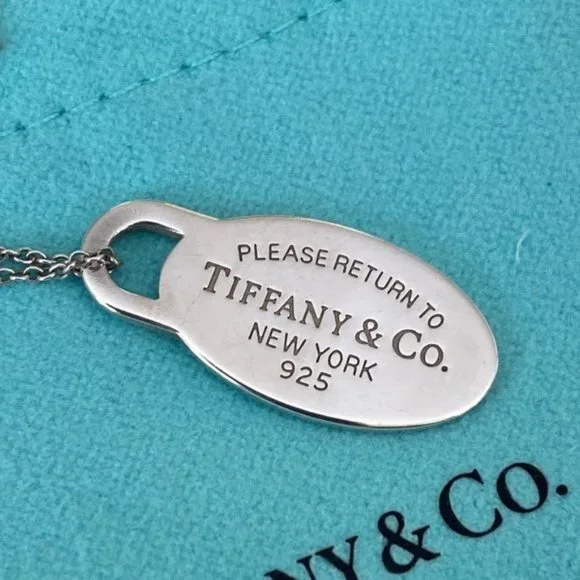 PLEASE RETURN TO
TIFFANY & CO.
NEW YORK
925
NY & CO.